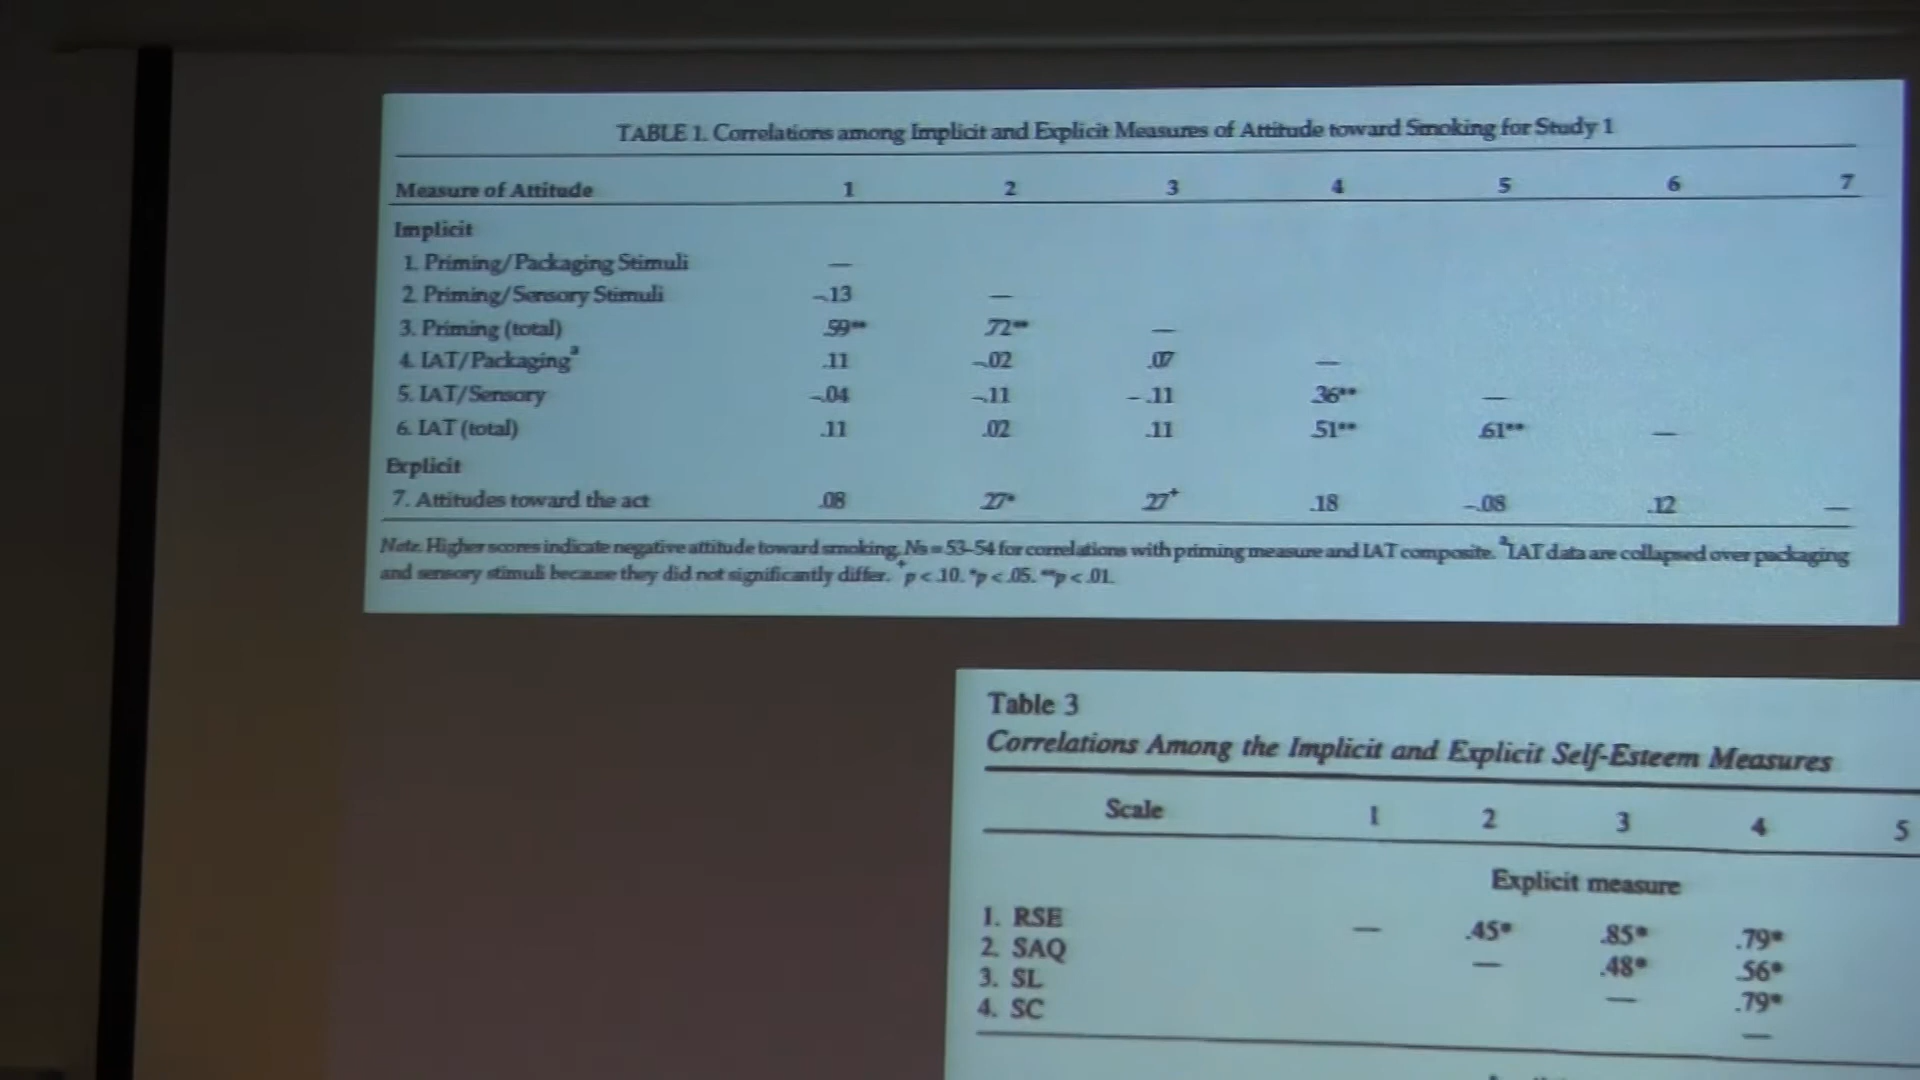 TABLE 1. Correlations among Implicit and Explicit Measures of Attitude toward Smoking for Study 1
Measure of Attitude 1 2 3 4 5 6 7
Implicit
1. Priming/Packaging Stimuli —
2. Priming/Sensory Stimuli -.13 —
3. Priming (total) .59** .72** —
4. IAT/Packaging^a .11 -.02 .07 —
5. IAT/Sensory -.04 -.11 -.11 .36** —
6. IAT (total) .11 .02 .11 .51** .61** —
Explicit
7. Attitudes toward the act .08 .27* .27+ .18 -.08 .12 —
Note. Higher scores indicate negative attitude toward smoking. Ns = 53-54 for correlations with priming measure and IAT composite. ^a IAT data are collapsed over packaging
and sensory stimuli because they did not significantly differ. +p < .10. *p < .05. **p < .01.
Table 3
Correlations Among the Implicit and Explicit Self-Esteem Measures
Scale 1 2 3 4 5
Explicit measure
1. RSE — .45* .85* .79*
2. SAQ — .48* .56*
3. SL — .79*
4. SC —